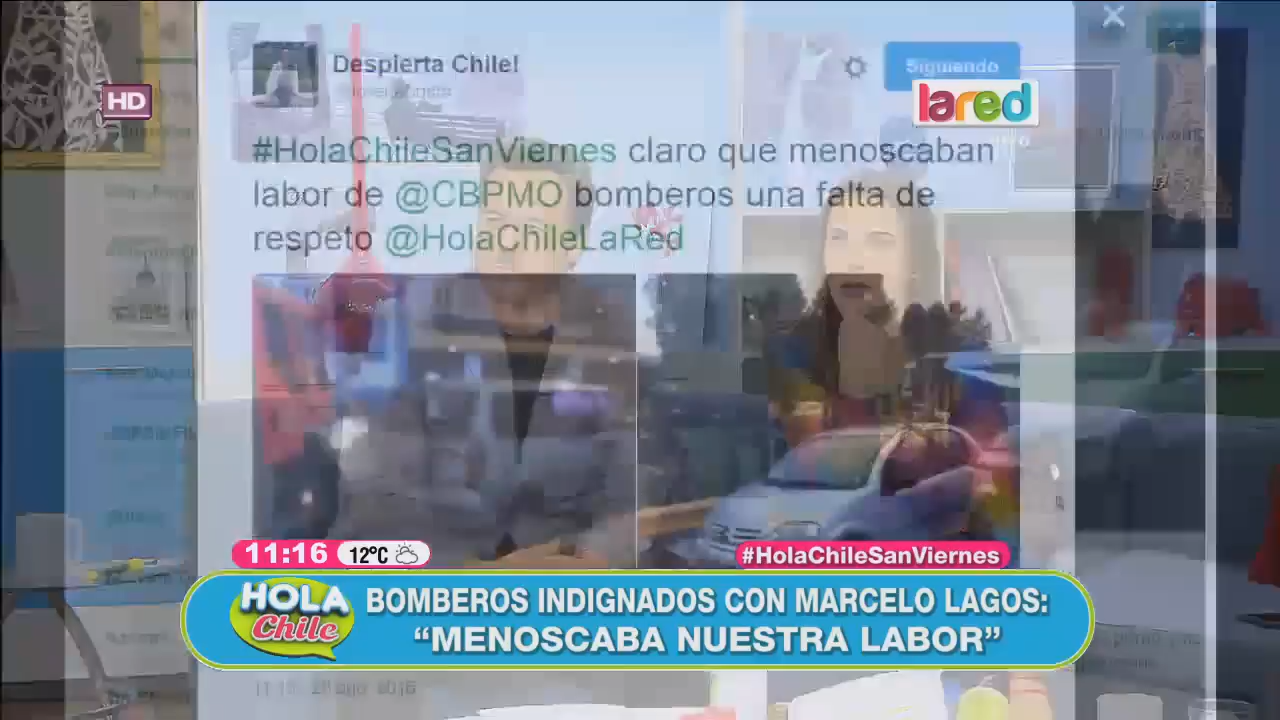 Despierta Chile!
Siguiendo
HD
lared
#HolaChileSanViernes claro que menoscaban
labor de @CBPMO bomberos una falta de
respeto @HolaChileLaRed
11:16 12°C
#HolaChileSanViernes
HOLA
Chile
BOMBEROS INDIGNADOS CON MARCELO LAGOS:
“MENOSCABA NUESTRA LABOR”